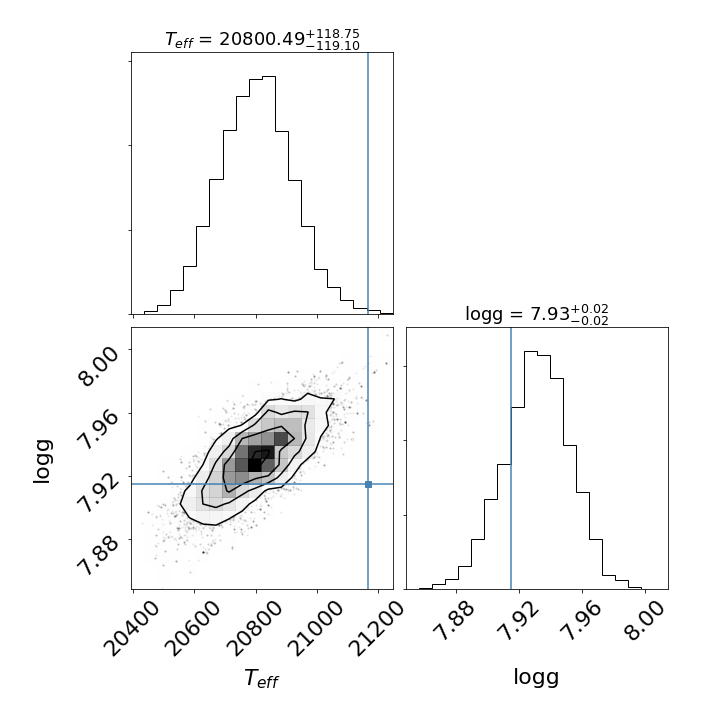 T_eff = 20800.49^{+118.75}_{−119.10}
logg = 7.93^{+0.02}_{−0.02}
8.00
7.96
7.92
7.88
logg
20400 20600 20800 21000 21200
T_eff
7.88 7.92 7.96 8.00
logg